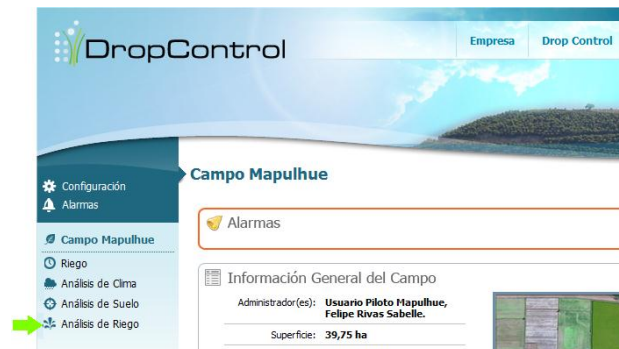 DropControl
Empresa
Drop Control
Configuración
Alarmas
Campo Mapulhue
Riego
Análisis de Clima
Análisis de Suelo
Análisis de Riego
Campo Mapulhue
Alarmas
Información General del Campo
Administrador(es): Usuario Piloto Mapulhue,
Felipe Rivas Sabelle.
Superficie: 39,75 ha